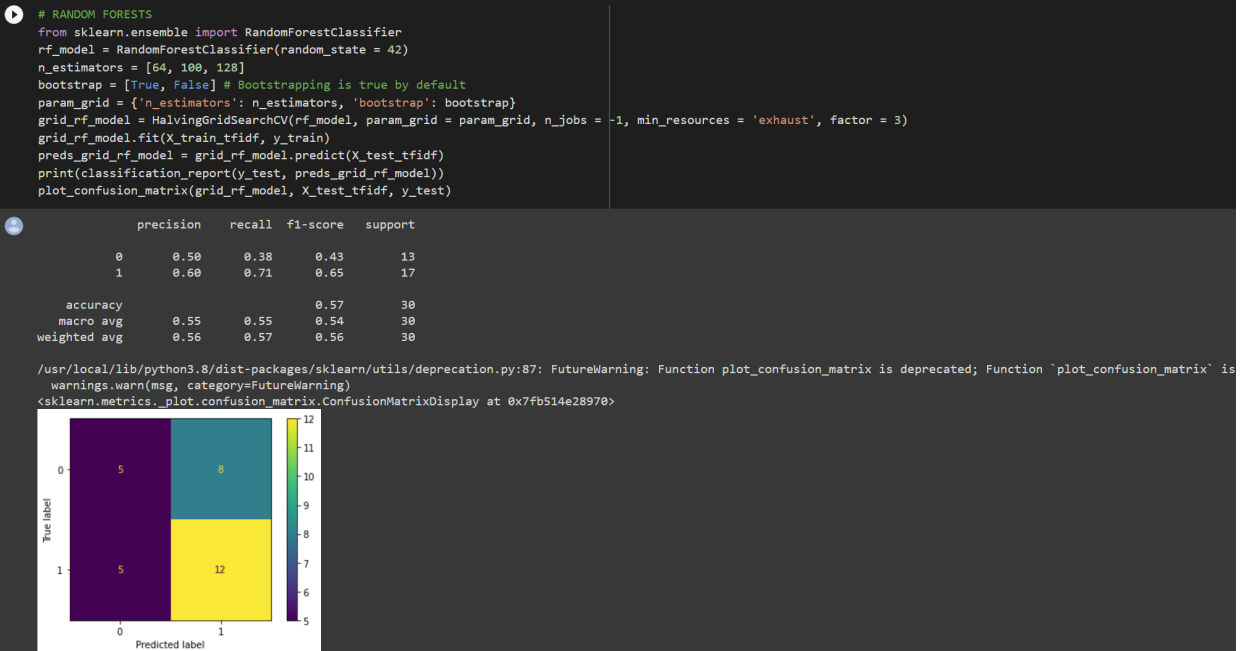 # RANDOM FORESTS
from sklearn.ensemble import RandomForestClassifier
rf_model = RandomForestClassifier(random_state = 42)
n_estimators = [64, 100, 128]
bootstrap = [True, False] # Bootstrapping is true by default
param_grid = {'n_estimators': n_estimators, 'bootstrap': bootstrap}
grid_rf_model = HalvingGridSearchCV(rf_model, param_grid = param_grid, n_jobs = -1, min_resources = 'exhaust', factor = 3)
grid_rf_model.fit(X_train_tfidf, y_train)
preds_grid_rf_model = grid_rf_model.predict(X_test_tfidf)
print(classification_report(y_test, preds_grid_rf_model))
plot_confusion_matrix(grid_rf_model, X_test_tfidf, y_test)
precision recall f1-score support
0 0.50 0.38 0.43 13
1 0.60 0.71 0.65 17
accuracy 0.57 30
macro avg 0.55 0.55 0.54 30
weighted avg 0.56 0.57 0.56 30
/usr/local/lib/python3.8/dist-packages/sklearn/utils/deprecation.py:87: FutureWarning: Function plot_confusion_matrix is deprecated; Function `plot_confusion_matrix` is
warnings.warn(msg, category=FutureWarning)
<sklearn.metrics._plot.confusion_matrix.ConfusionMatrixDisplay at 0x7fb514e28970>
12
11
10
9
8
7
6
5
True label
0
5 8
1
5 12
0 1
Predicted label